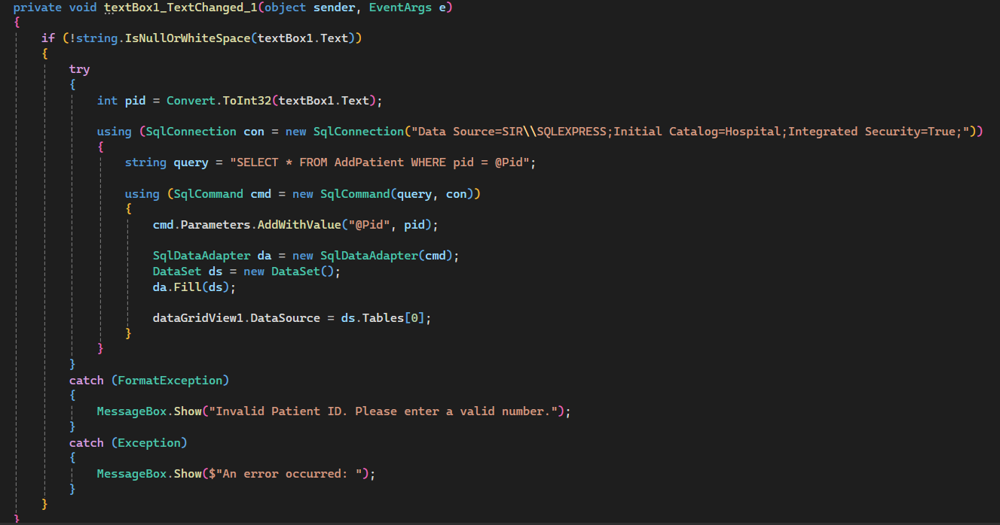 private void textBox1_TextChanged_1(object sender, EventArgs e)
{
if (!string.IsNullOrWhiteSpace(textBox1.Text))
{
try
{
int pid = Convert.ToInt32(textBox1.Text);
using (SqlConnection con = new SqlConnection("Data Source=SIR\\SQLEXPRESS;Initial Catalog=Hospital;Integrated Security=True;"))
{
string query = "SELECT * FROM AddPatient WHERE pid = @Pid";
using (SqlCommand cmd = new SqlCommand(query, con))
{
cmd.Parameters.AddWithValue("@Pid", pid);
SqlDataAdapter da = new SqlDataAdapter(cmd);
DataSet ds = new DataSet();
da.Fill(ds);
dataGridView1.DataSource = ds.Tables[0];
}
}
}
catch (FormatException)
{
MessageBox.Show("Invalid Patient ID. Please enter a valid number.");
}
catch (Exception)
{
MessageBox.Show($"An error occurred: ");
}
}
}